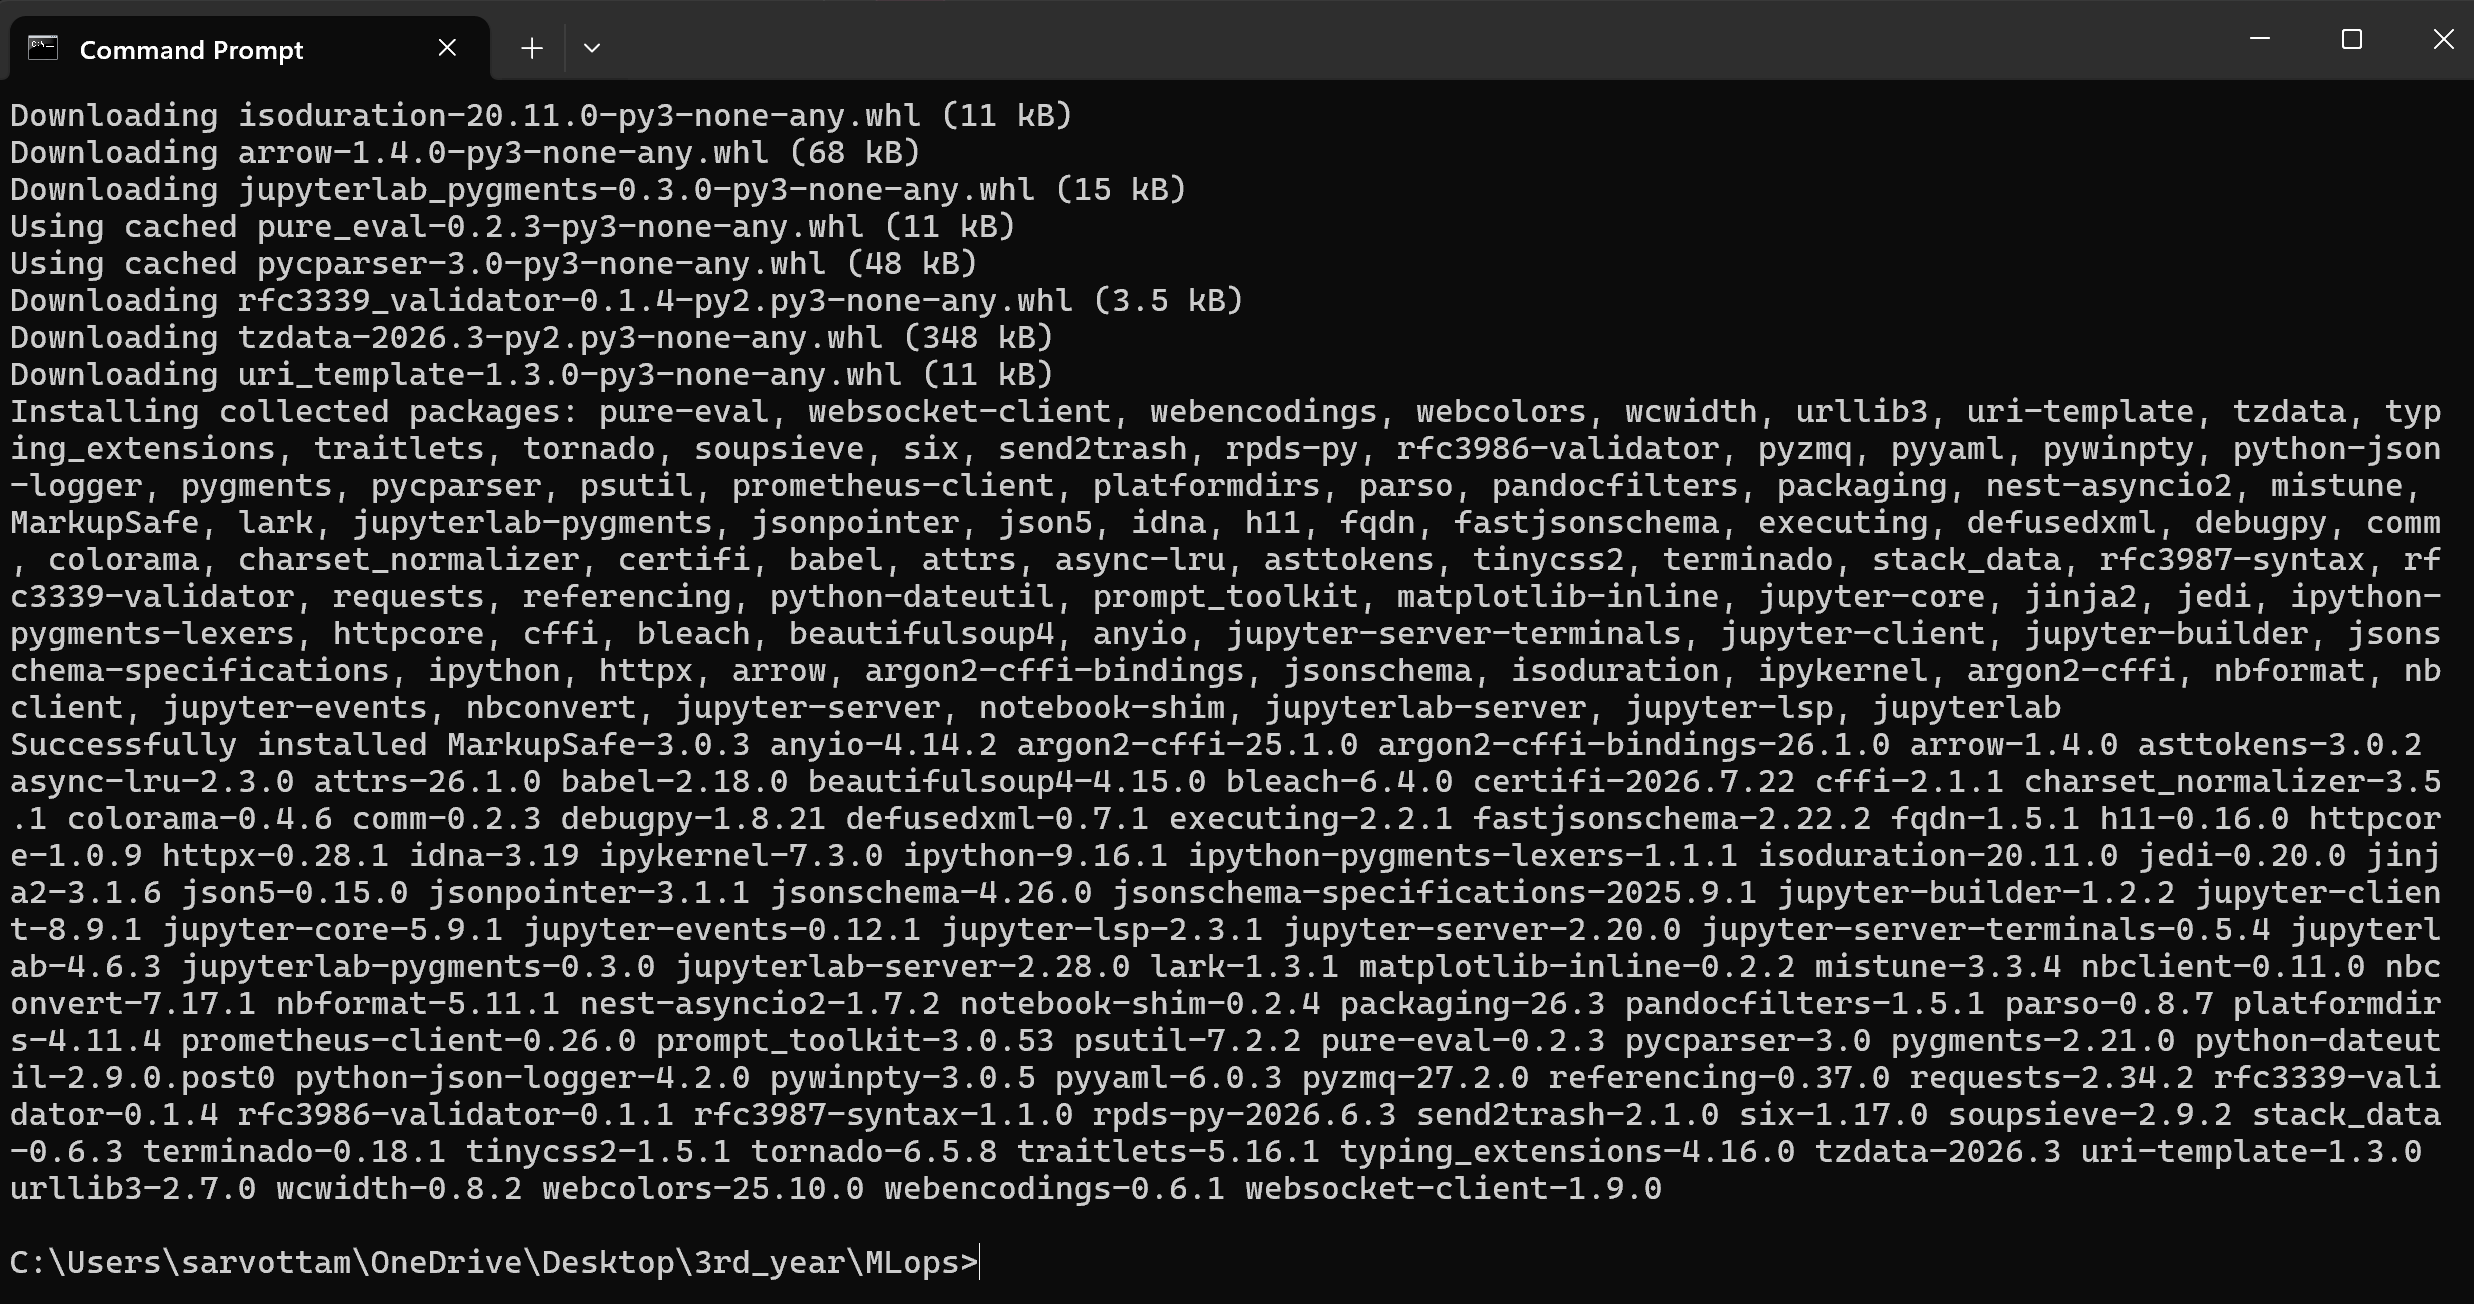 Command Prompt
Downloading isoduration-20.11.0-py3-none-any.whl (11 kB)
Downloading arrow-1.4.0-py3-none-any.whl (68 kB)
Downloading jupyterlab_pygments-0.3.0-py3-none-any.whl (15 kB)
Using cached pure_eval-0.2.3-py3-none-any.whl (11 kB)
Using cached pycparser-3.0-py3-none-any.whl (48 kB)
Downloading rfc3339_validator-0.1.4-py2.py3-none-any.whl (3.5 kB)
Downloading tzdata-2026.3-py2.py3-none-any.whl (348 kB)
Downloading uri_template-1.3.0-py3-none-any.whl (11 kB)
Installing collected packages: pure-eval, websocket-client, webencodings, webcolors, wcwidth, urllib3, uri-template, tzdata, typ
ing_extensions, traitlets, tornado, soupsieve, six, send2trash, rpds-py, rfc3986-validator, pyzmq, pyyaml, pywinpty, python-json
-logger, pygments, pycparser, psutil, prometheus-client, platformdirs, parso, pandocfilters, packaging, nest-asyncio2, mistune,
MarkupSafe, lark, jupyterlab-pygments, jsonpointer, json5, idna, h11, fqdn, fastjsonschema, executing, defusedxml, debugpy, comm
, colorama, charset_normalizer, certifi, babel, attrs, async-lru, asttokens, tinycss2, terminado, stack_data, rfc3987-syntax, rf
c3339-validator, requests, referencing, python-dateutil, prompt_toolkit, matplotlib-inline, jupyter-core, jinja2, jedi, ipython-
pygments-lexers, httpcore, cffi, bleach, beautifulsoup4, anyio, jupyter-server-terminals, jupyter-client, jupyter-builder, jsons
chema-specifications, ipython, httpx, arrow, argon2-cffi-bindings, jsonschema, isoduration, ipykernel, argon2-cffi, nbformat, nb
client, jupyter-events, nbconvert, jupyter-server, notebook-shim, jupyterlab-server, jupyter-lsp, jupyterlab
Successfully installed MarkupSafe-3.0.3 anyio-4.14.2 argon2-cffi-25.1.0 argon2-cffi-bindings-26.1.0 arrow-1.4.0 asttokens-3.0.2
async-lru-2.3.0 attrs-26.1.0 babel-2.18.0 beautifulsoup4-4.15.0 bleach-6.4.0 certifi-2026.7.22 cffi-2.1.1 charset_normalizer-3.5
.1 colorama-0.4.6 comm-0.2.3 debugpy-1.8.21 defusedxml-0.7.1 executing-2.2.1 fastjsonschema-2.22.2 fqdn-1.5.1 h11-0.16.0 httpcor
e-1.0.9 httpx-0.28.1 idna-3.19 ipykernel-7.3.0 ipython-9.16.1 ipython-pygments-lexers-1.1.1 isoduration-20.11.0 jedi-0.20.0 jinj
a2-3.1.6 json5-0.15.0 jsonpointer-3.1.1 jsonschema-4.26.0 jsonschema-specifications-2025.9.1 jupyter-builder-1.2.2 jupyter-clien
t-8.9.1 jupyter-core-5.9.1 jupyter-events-0.12.1 jupyter-lsp-2.3.1 jupyter-server-2.20.0 jupyter-server-terminals-0.5.4 jupyterl
ab-4.6.3 jupyterlab-pygments-0.3.0 jupyterlab-server-2.28.0 lark-1.3.1 matplotlib-inline-0.2.2 mistune-3.3.4 nbclient-0.11.0 nbc
onvert-7.17.1 nbformat-5.11.1 nest-asyncio2-1.7.2 notebook-shim-0.2.4 packaging-26.3 pandocfilters-1.5.1 parso-0.8.7 platformdir
s-4.11.4 prometheus-client-0.26.0 prompt_toolkit-3.0.53 psutil-7.2.2 pure-eval-0.2.3 pycparser-3.0 pygments-2.21.0 python-dateut
il-2.9.0.post0 python-json-logger-4.2.0 pywinpty-3.0.5 pyyaml-6.0.3 pyzmq-27.2.0 referencing-0.37.0 requests-2.34.2 rfc3339-vali
dator-0.1.4 rfc3986-validator-0.1.1 rfc3987-syntax-1.1.0 rpds-py-2026.6.3 send2trash-2.1.0 six-1.17.0 soupsieve-2.9.2 stack_data
-0.6.3 terminado-0.18.1 tinycss2-1.5.1 tornado-6.5.8 traitlets-5.16.1 typing_extensions-4.16.0 tzdata-2026.3 uri-template-1.3.0
urllib3-2.7.0 wcwidth-0.8.2 webcolors-25.10.0 webencodings-0.6.1 websocket-client-1.9.0
C:\Users\sarvottam\OneDrive\Desktop\3rd_year\MLops>